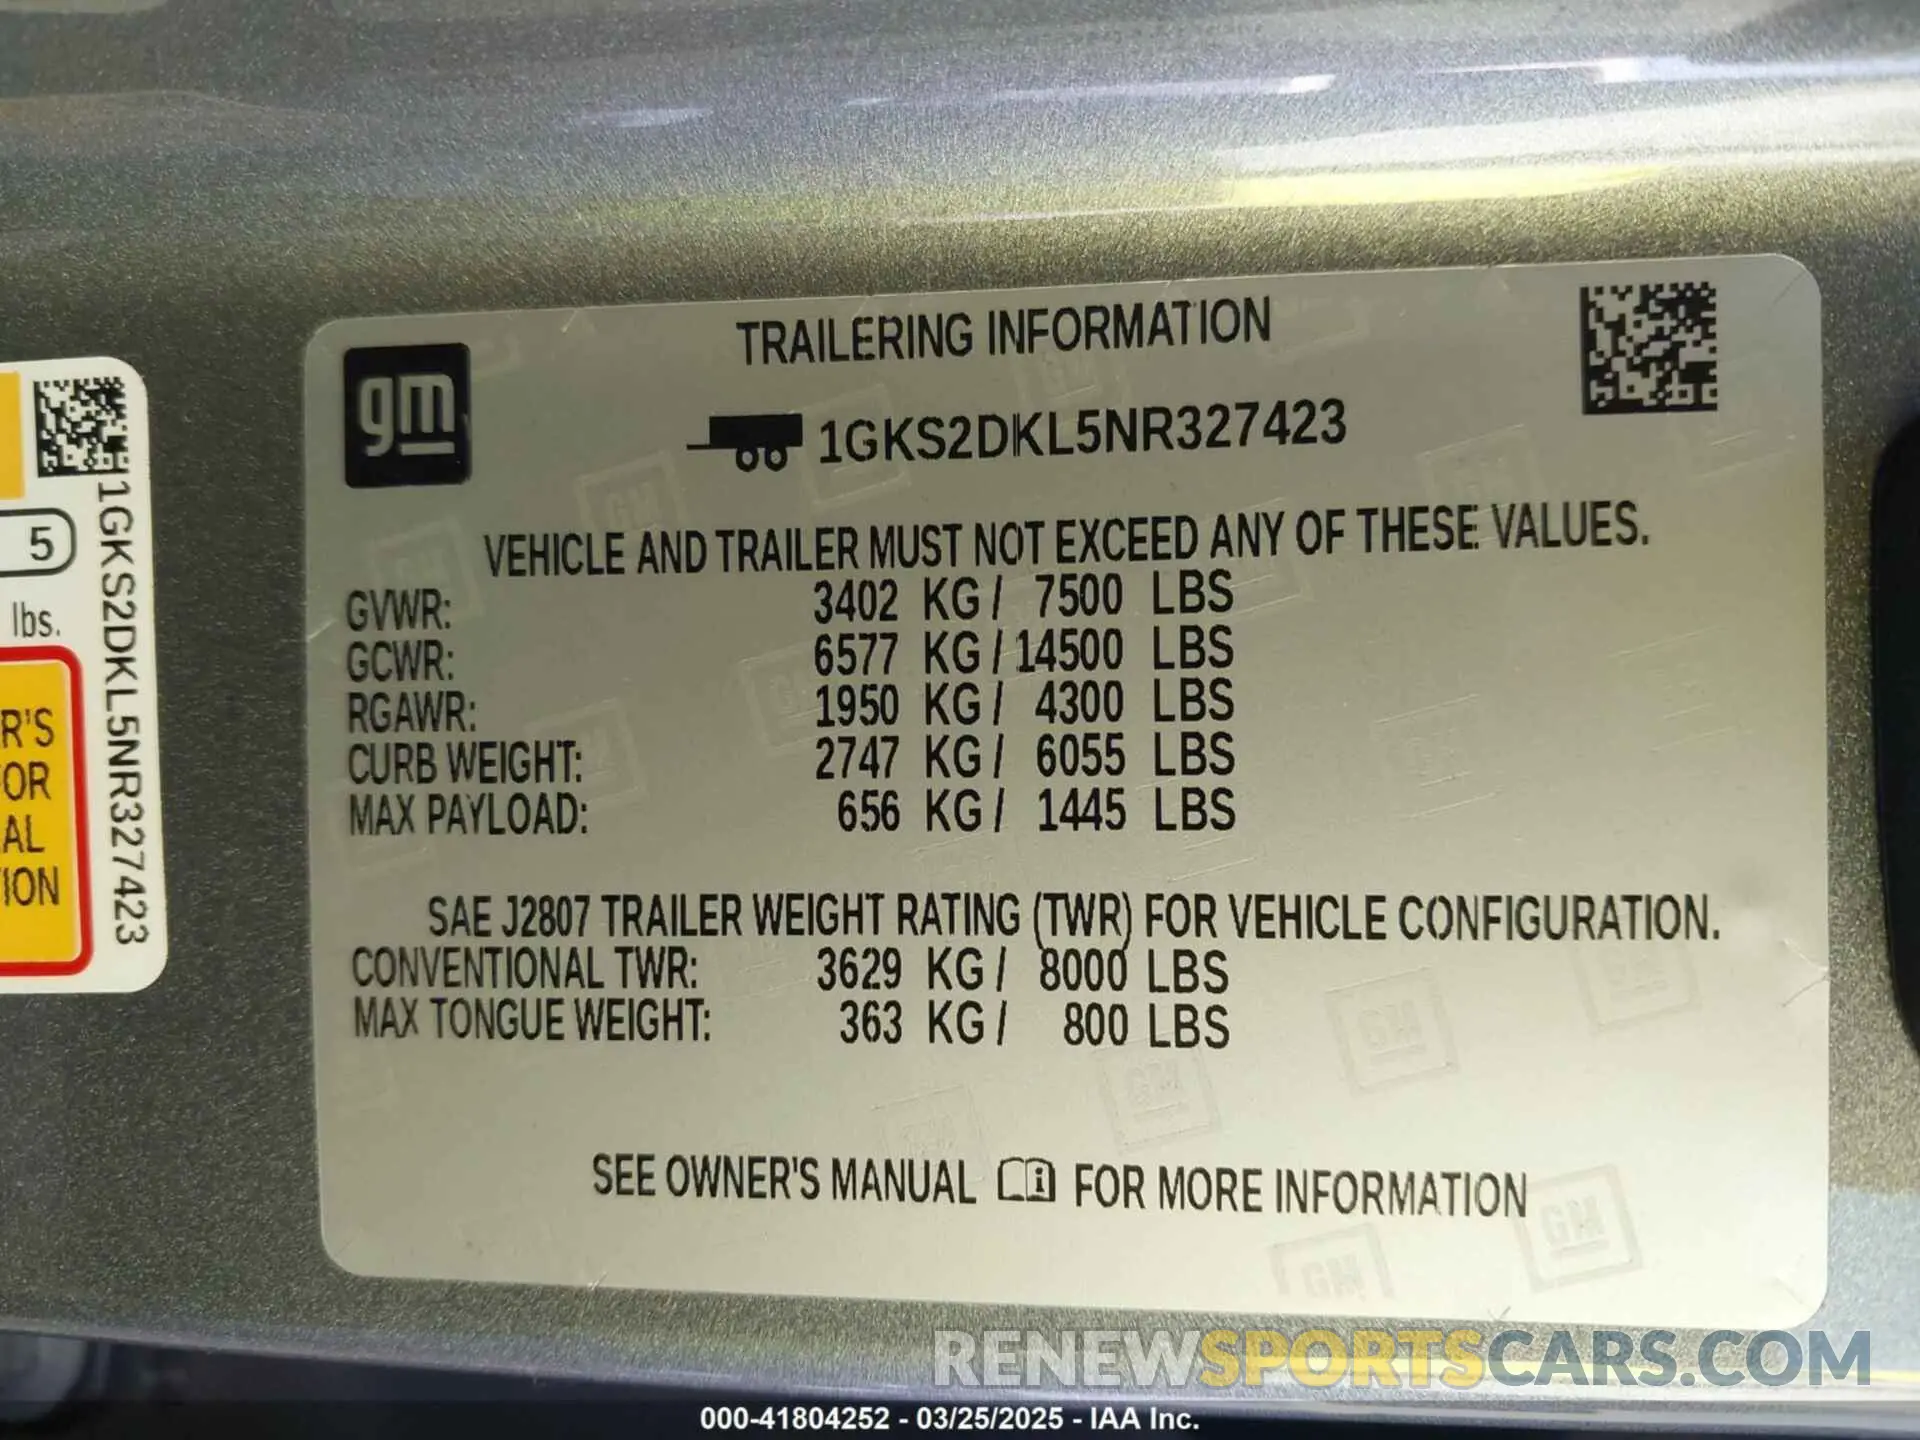 gm
TRAILERING INFORMATION
1GKS2DKL5NR327423
VEHICLE AND TRAILER MUST NOT EXCEED ANY OF THESE VALUES.
GVWR: 3402 KG / 7500 LBS
GCWR: 6577 KG / 14500 LBS
RGAWR: 1950 KG / 4300 LBS
CURB WEIGHT: 2747 KG / 6055 LBS
MAX PAYLOAD: 656 KG / 1445 LBS
SAE J2807 TRAILER WEIGHT RATING (TWR) FOR VEHICLE CONFIGURATION.
CONVENTIONAL TWR: 3629 KG / 8000 LBS
MAX TONGUE WEIGHT: 363 KG / 800 LBS
SEE OWNER'S MANUAL FOR MORE INFORMATION
1GKS2DKL5NR327423
5
lbs.
R'S
OR
AL
ION
RENEWSPORTSCARS.COM
000-41804252 - 03/25/2025 - IAA Inc.